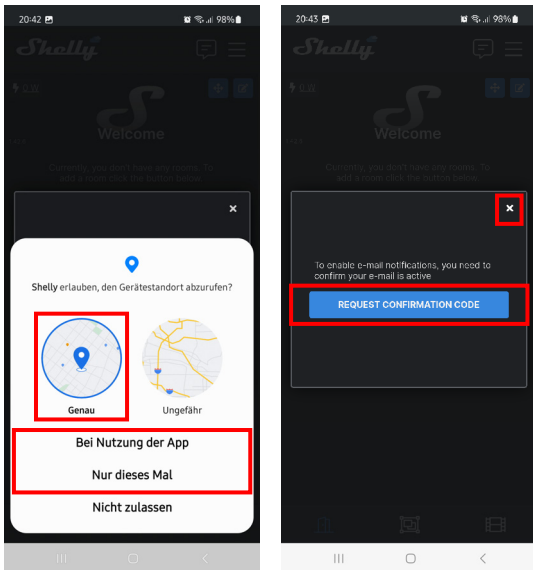 20:42 98%
Shelly
0 W
Welcome
Currently, you don't have any rooms. To
add a room click the button below.
×
Shelly erlauben, den Gerätestandort abzurufen?
Genau Ungefähr
Bei Nutzung der App
Nur dieses Mal
Nicht zulassen
20:43 98%
Shelly
0 W
Welcome
Currently, you don't have any rooms. To
add a room click the button below.
×
To enable e-mail notifications, you need to
confirm your e-mail is active
REQUEST CONFIRMATION CODE